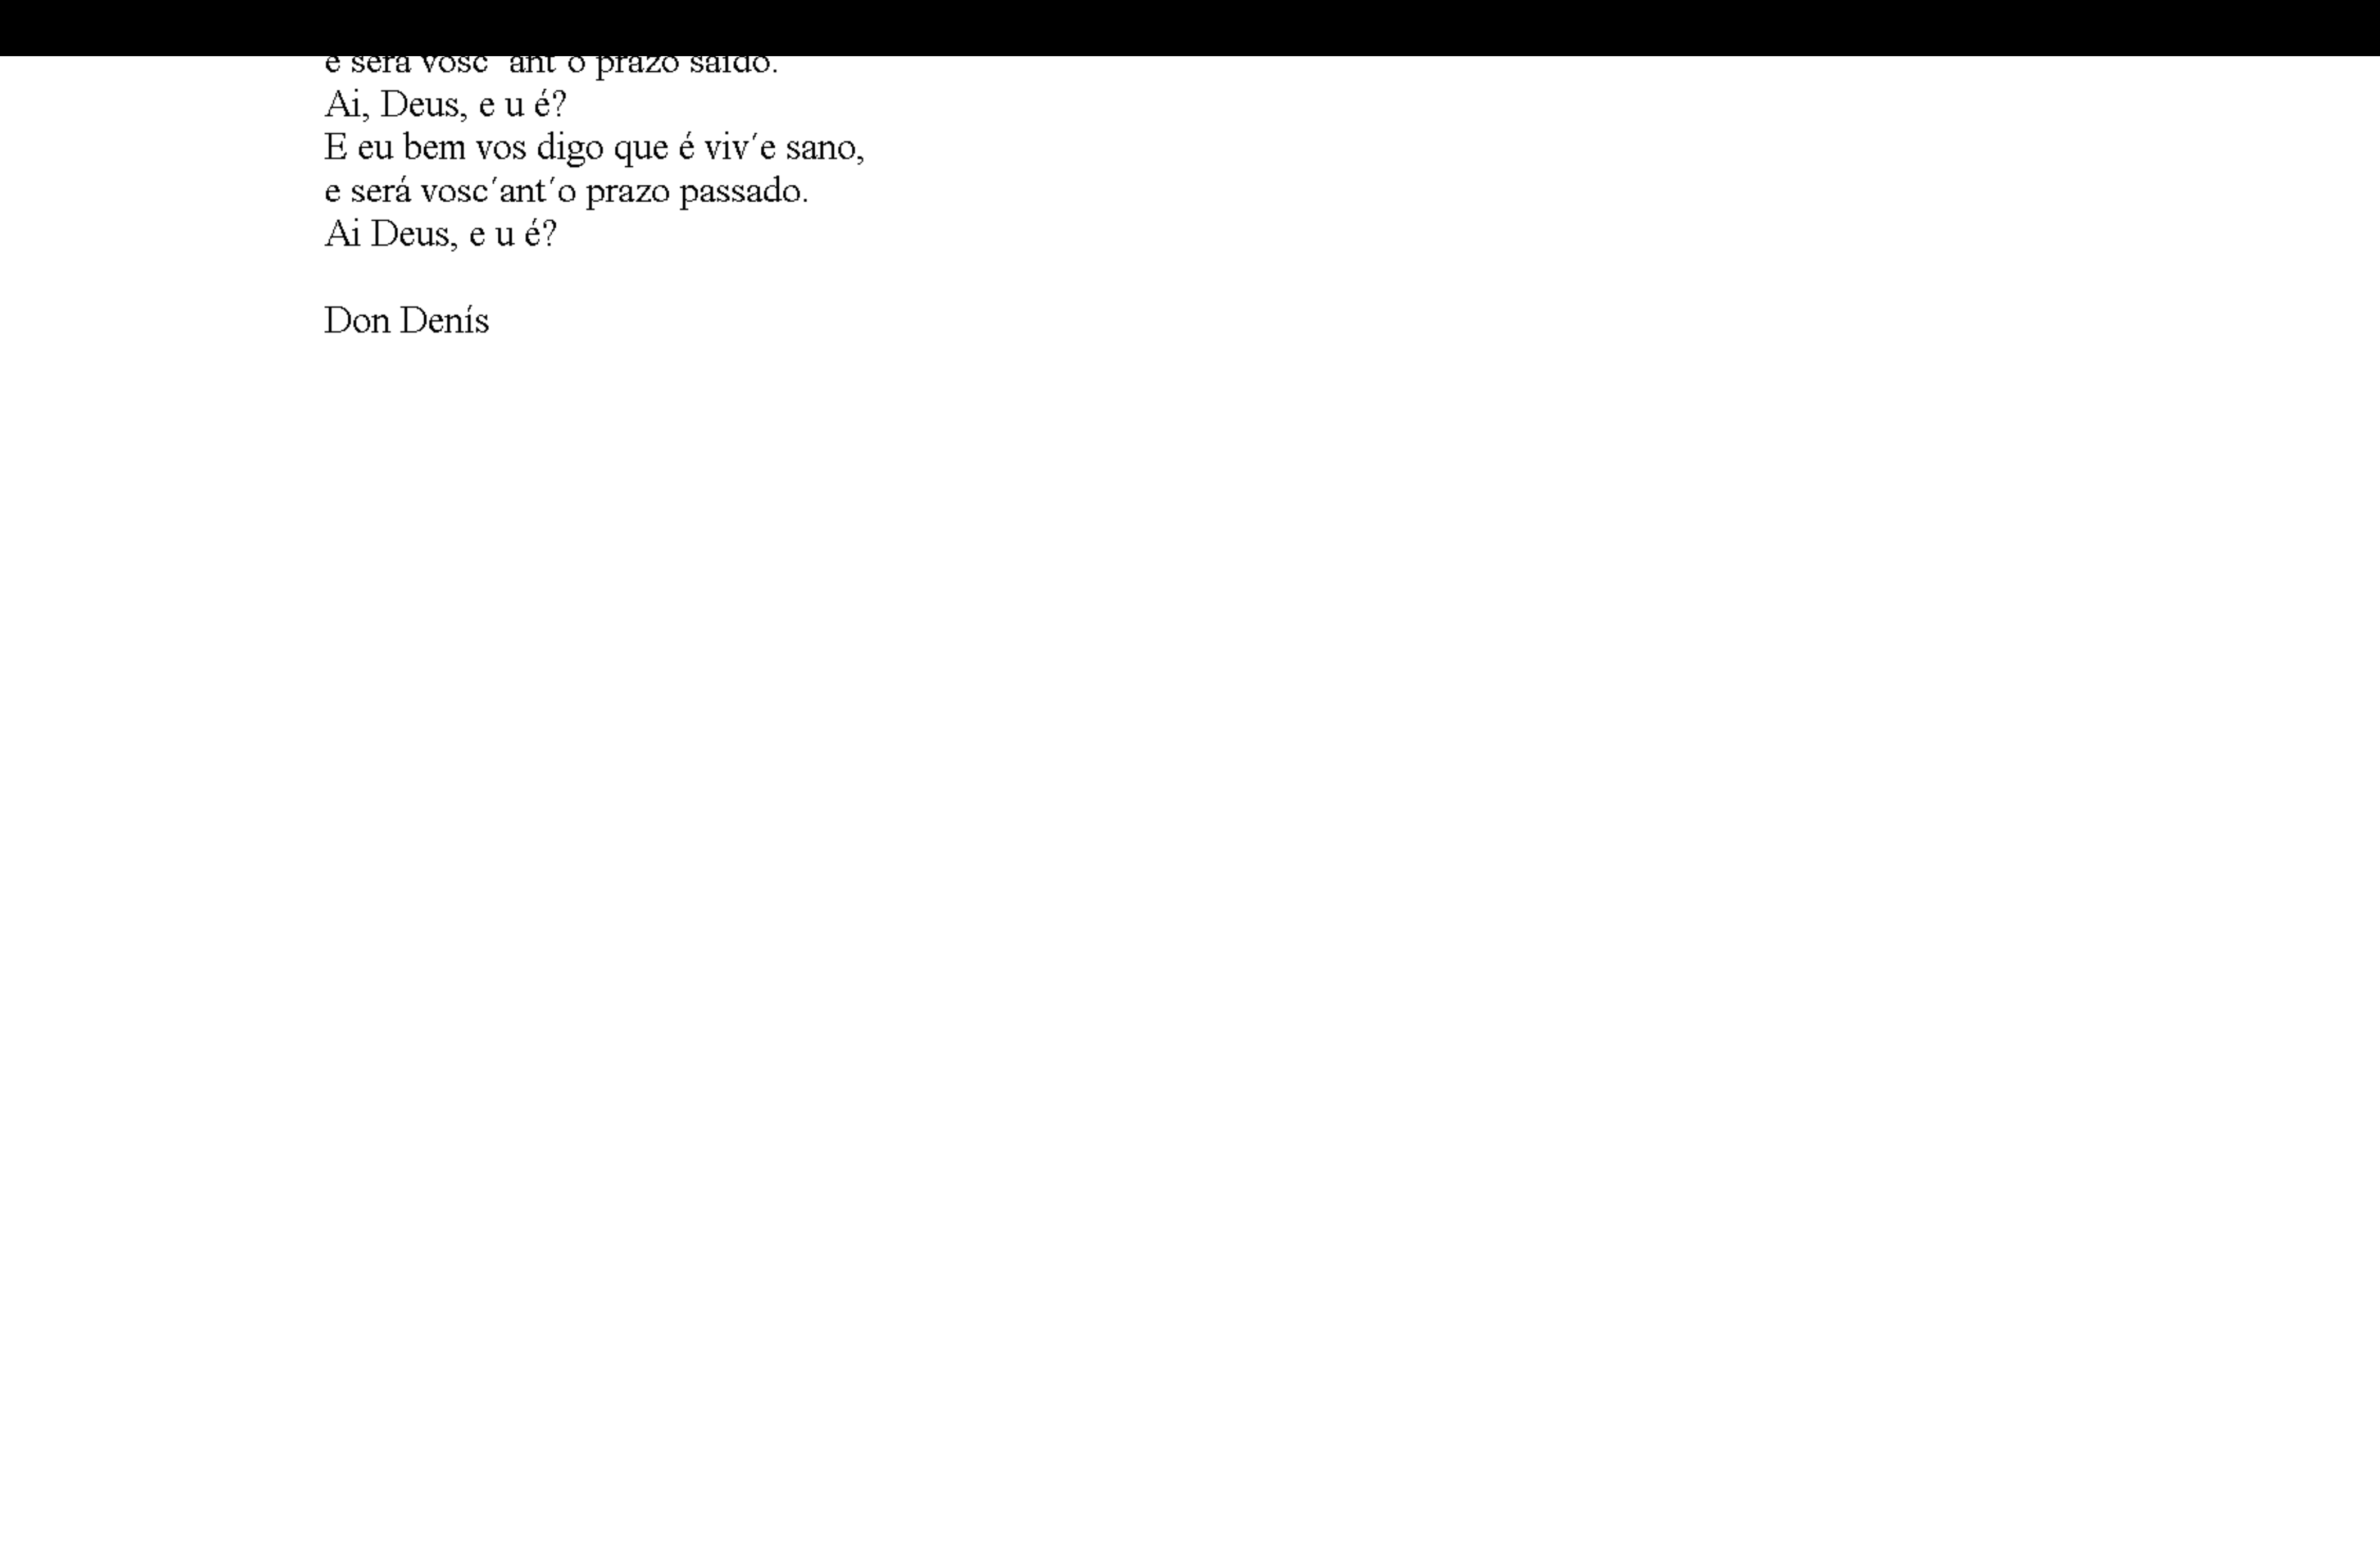 e será vosc´ ant´o prazo saído.
Ai, Deus, e u é?
E eu bem vos digo que é viv´e sano,
e será vosc´ant´o prazo passado.
Ai Deus, e u é?
Don Denís